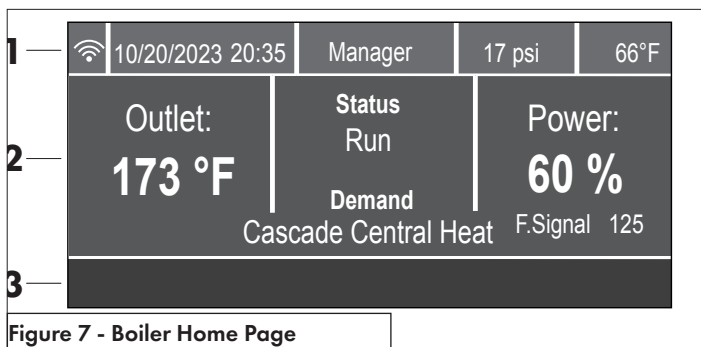 1
10/20/2023 20:35 Manager 17 psi 66°F
2
Outlet:
173 °F
Status
Run
Demand
Cascade Central Heat
Power:
60 %
F.Signal 125
3
Figure 7 - Boiler Home Page